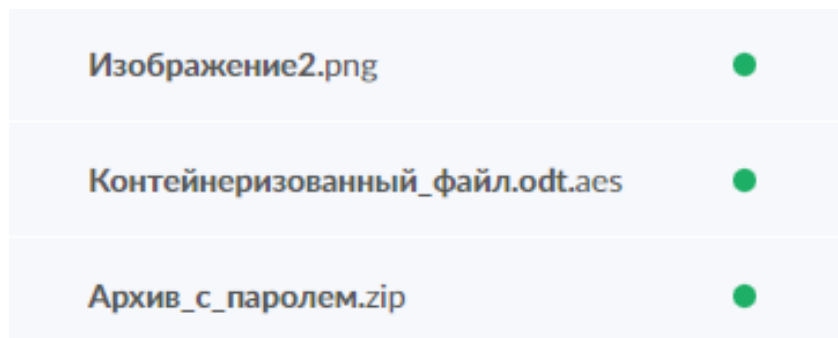 Изображение2.png
Контейнеризованный_файл.odt.aes
Архив_с_паролем.zip